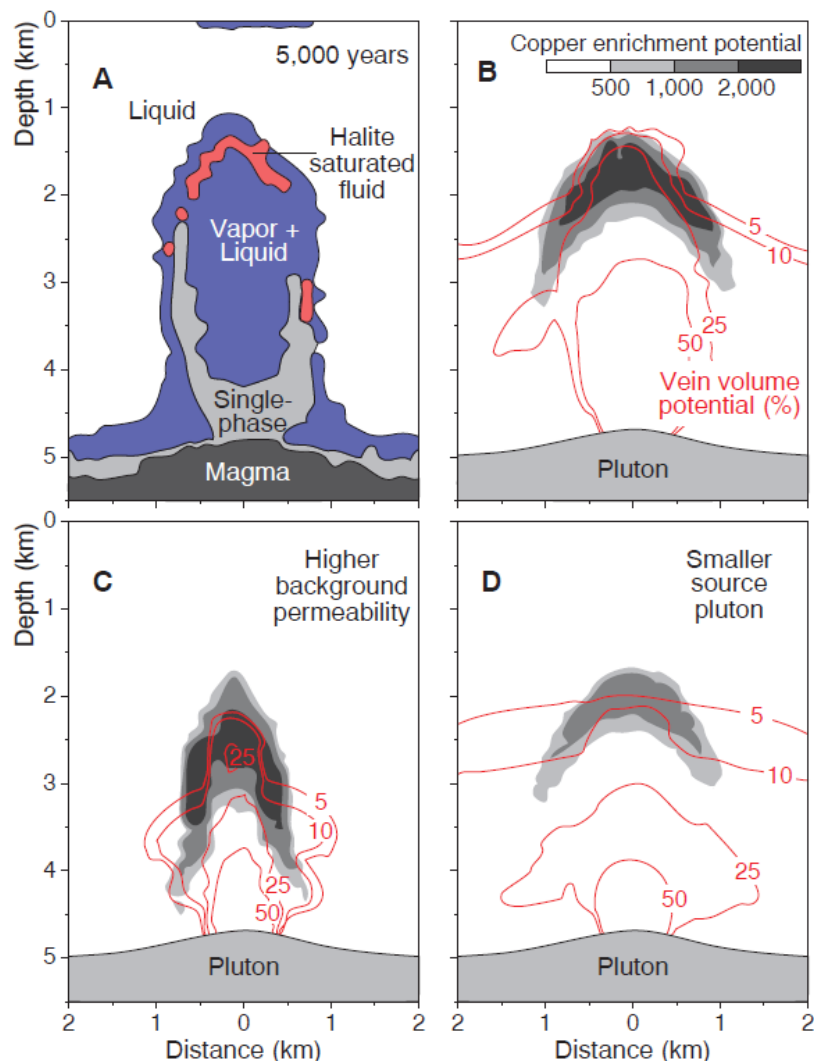 0
1
2
3
4
5
Depth (km)
A
5,000 years
Liquid
Halite
saturated
fluid
Vapor +
Liquid
Single-
phase
Magma
B
Copper enrichment potential
500 1,000 2,000
5
10
25
50
Vein volume
potential (%)
Pluton
0
1
2
3
4
5
Depth (km)
C
Higher
background
permeability
25
5
10
25
50
Pluton
2 1 0 1 2
Distance (km)
D
Smaller
source
pluton
5
10
25
50
Pluton
2 1 0 1 2
Distance (km)